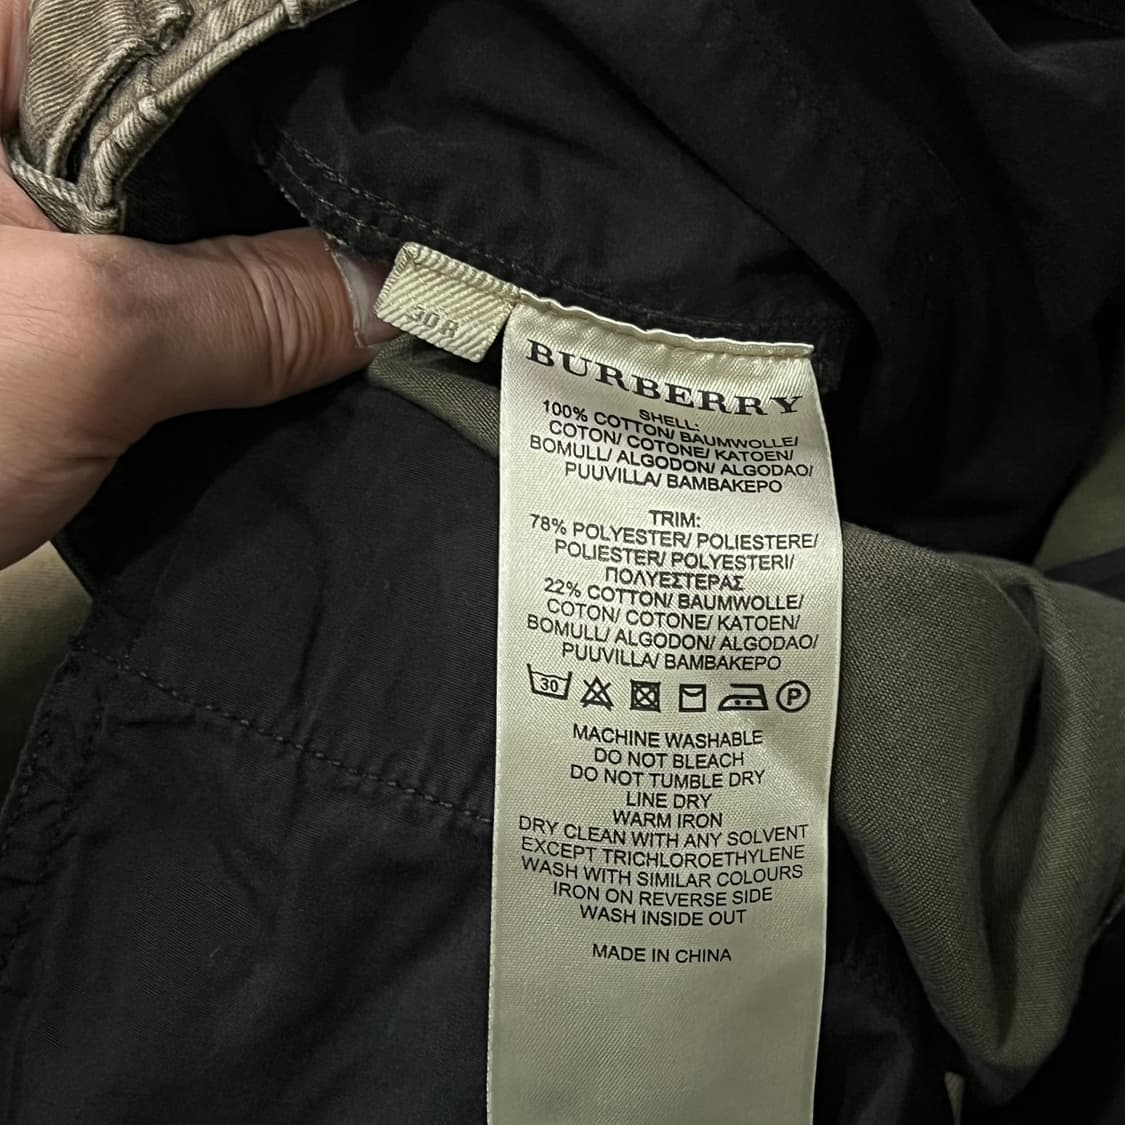 30R
BURBERRY
SHELL:
100% COTTON/ BAUMWOLLE/
COTON/ COTONE/ KATOEN/
BOMULL/ ALGODON/ ALGODAO/
PUUVILLA/ ΒΑΜΒΑΚΕΡΟ
TRIM:
78% POLYESTER/ POLIESTERE/
POLIESTER/ POLYESTERI/
ΠΟΛΥΕΣΤΕΡΑΣ
22% COTTON/ BAUMWOLLE/
COTON/ COTONE/ KATOEN/
BOMULL/ ALGODON/ ALGODAO/
PUUVILLA/ ΒΑΜΒΑΚΕΡΟ
30 P
MACHINE WASHABLE
DO NOT BLEACH
DO NOT TUMBLE DRY
LINE DRY
WARM IRON
DRY CLEAN WITH ANY SOLVENT
EXCEPT TRICHLOROETHYLENE
WASH WITH SIMILAR COLOURS
IRON ON REVERSE SIDE
WASH INSIDE OUT
MADE IN CHINA